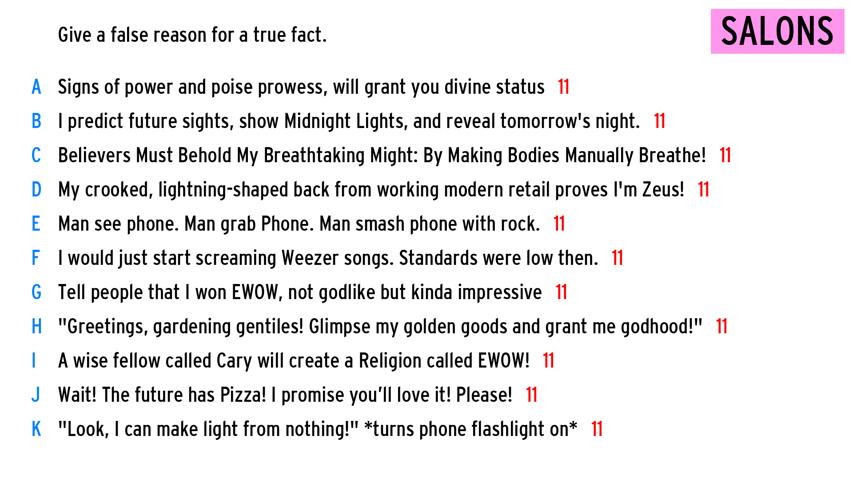 Give a false reason for a true fact.
SALONS
A Signs of power and poise prowess, will grant you divine status 11
B I predict future sights, show Midnight Lights, and reveal tomorrow's night. 11
C Believers Must Behold My Breathtaking Might: By Making Bodies Manually Breathe! 11
D My crooked, lightning-shaped back from working modern retail proves I'm Zeus! 11
E Man see phone. Man grab Phone. Man smash phone with rock. 11
F I would just start screaming Weezer songs. Standards were low then. 11
G Tell people that I won EWOW, not godlike but kinda impressive 11
H "Greetings, gardening gentiles! Glimpse my golden goods and grant me godhood!" 11
I A wise fellow called Cary will create a Religion called EWOW! 11
J Wait! The future has Pizza! I promise you’ll love it! Please! 11
K "Look, I can make light from nothing!" *turns phone flashlight on* 11